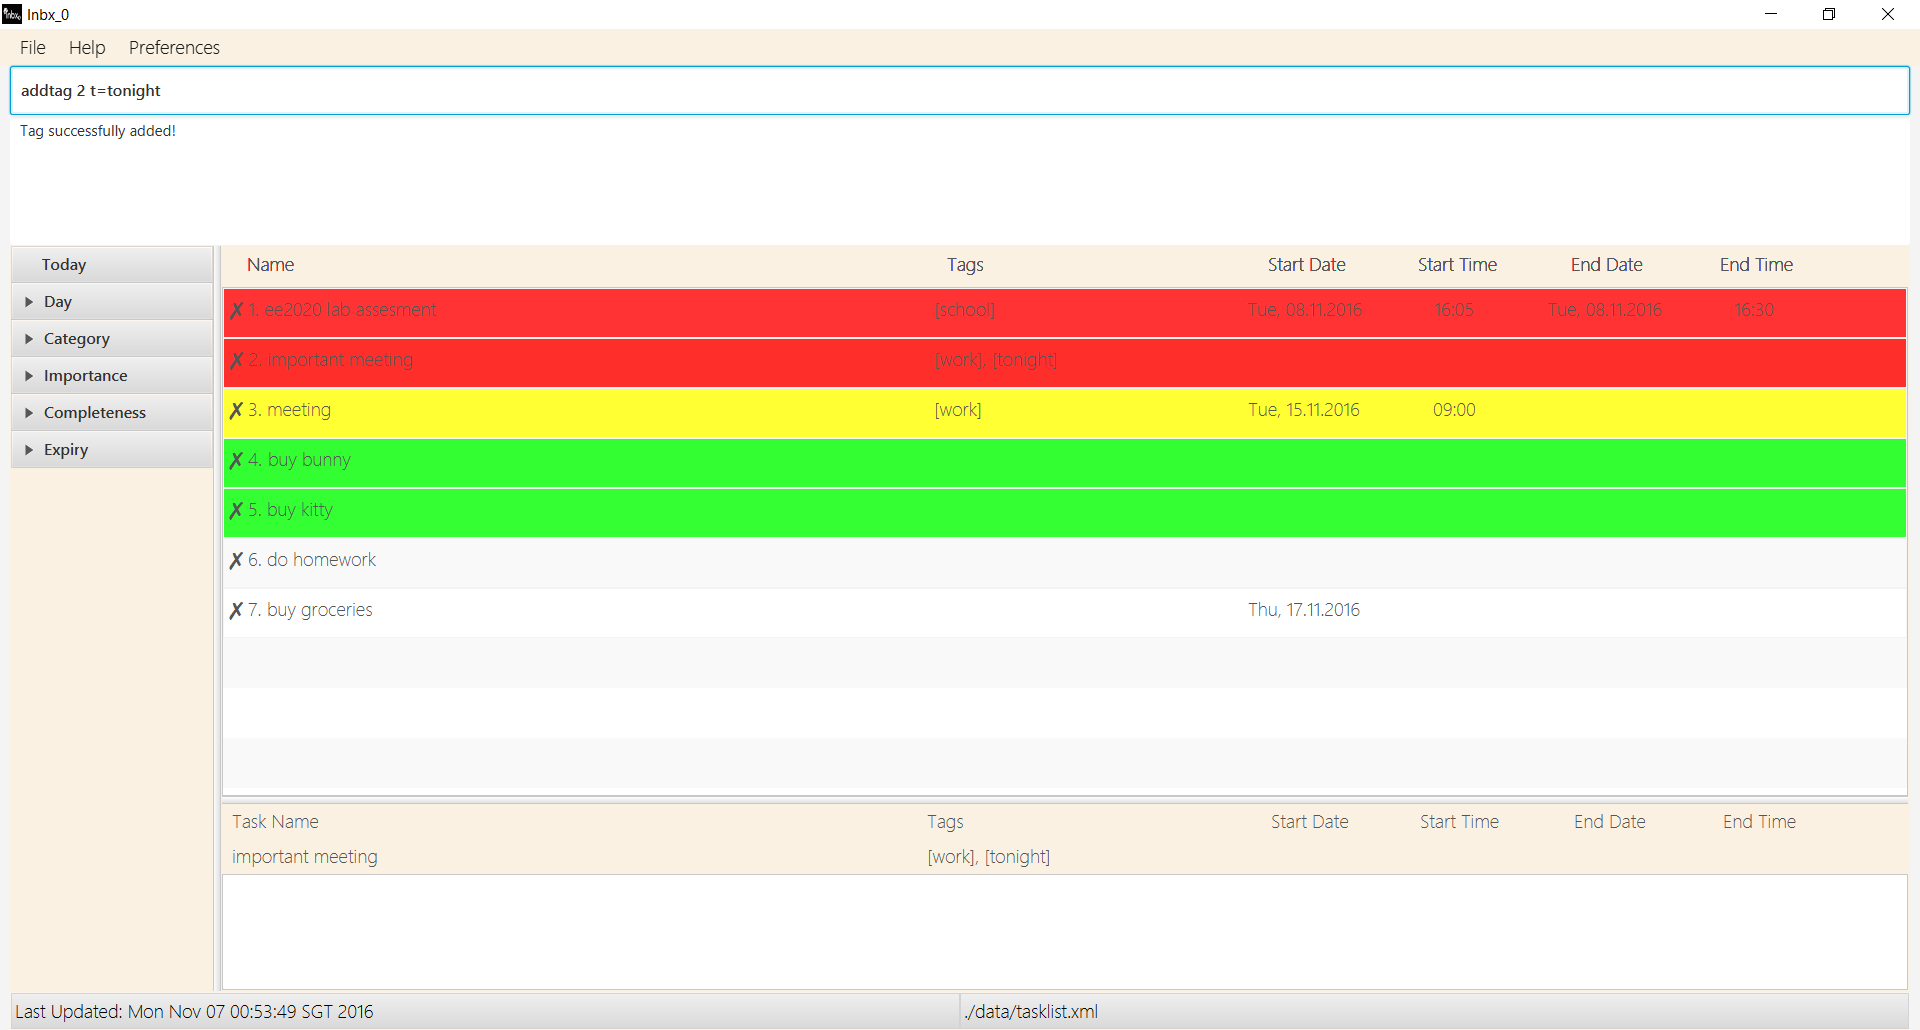 Inbx_0
File Help Preferences
addtag 2 t=tonight
Tag successfully added!
Today
Day
Category
Importance
Completeness
Expiry
Name Tags Start Date Start Time End Date End Time
✗ 1. ee2020 lab assesment [school] Tue, 08.11.2016 16:05 Tue, 08.11.2016 16:30
✗ 2. important meeting [work], [tonight]
✗ 3. meeting [work] Tue, 15.11.2016 09:00
✗ 4. buy bunny
✗ 5. buy kitty
✗ 6. do homework
✗ 7. buy groceries Thu, 17.11.2016
Task Name Tags Start Date Start Time End Date End Time
important meeting [work], [tonight]
Last Updated: Mon Nov 07 00:53:49 SGT 2016 ./data/tasklist.xml